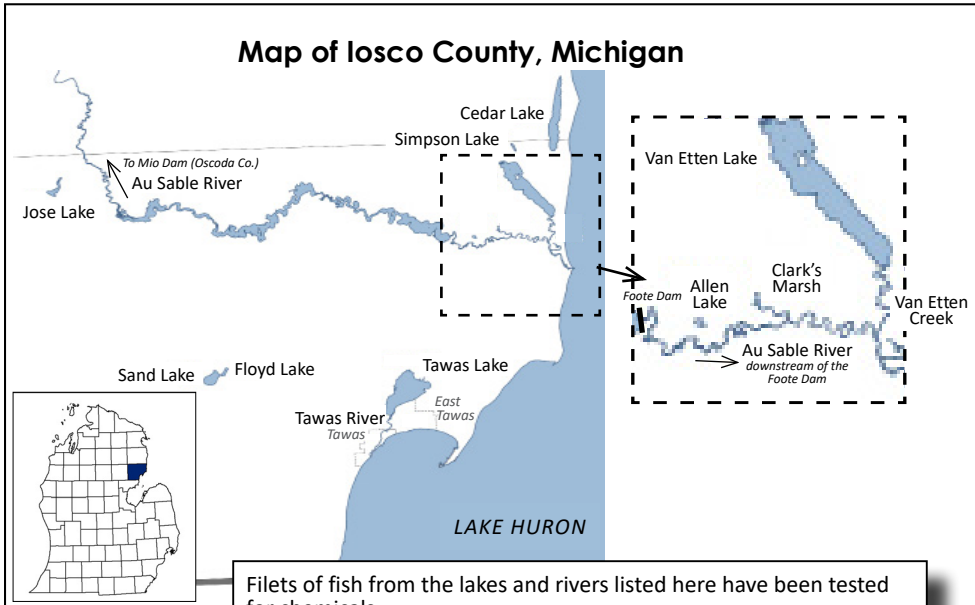 Map of Iosco County, Michigan
Cedar Lake
Simpson Lake
To Mio Dam (Oscoda Co.)
Au Sable River
Jose Lake
Van Etten Lake
Clark's
Marsh
Allen
Lake
Foote Dam
Van Etten
Creek
Au Sable River
downstream of the
Foote Dam
Sand Lake
Floyd Lake
Tawas Lake
East
Tawas
Tawas River
Tawas
LAKE HURON
Filets of fish from the lakes and rivers listed here have been tested
for chemicals